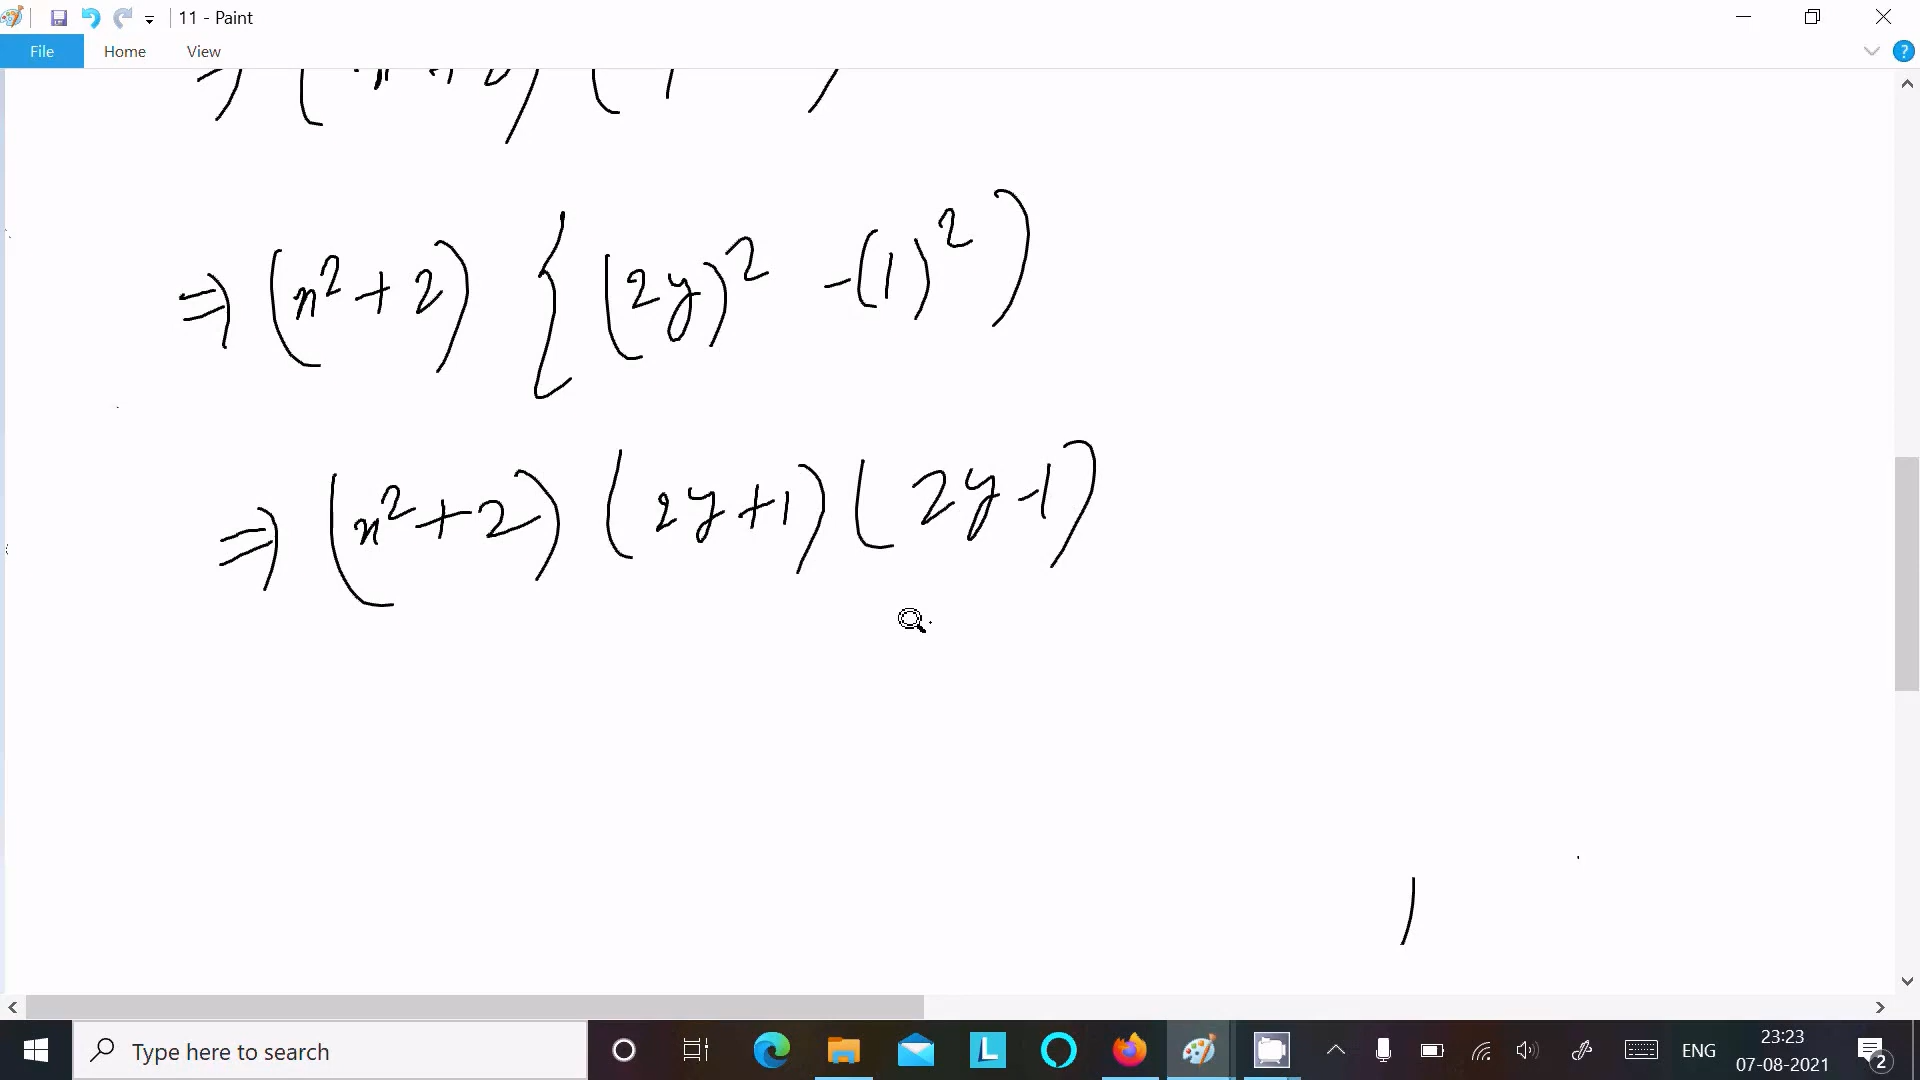 11 - Paint
File Home View
⇒ (x² + 2) { (2y)² - (1)² )
⇒ (x² + 2) (2y + 1) (2y - 1)
Type here to search
ENG
23:23
07-08-2021
2